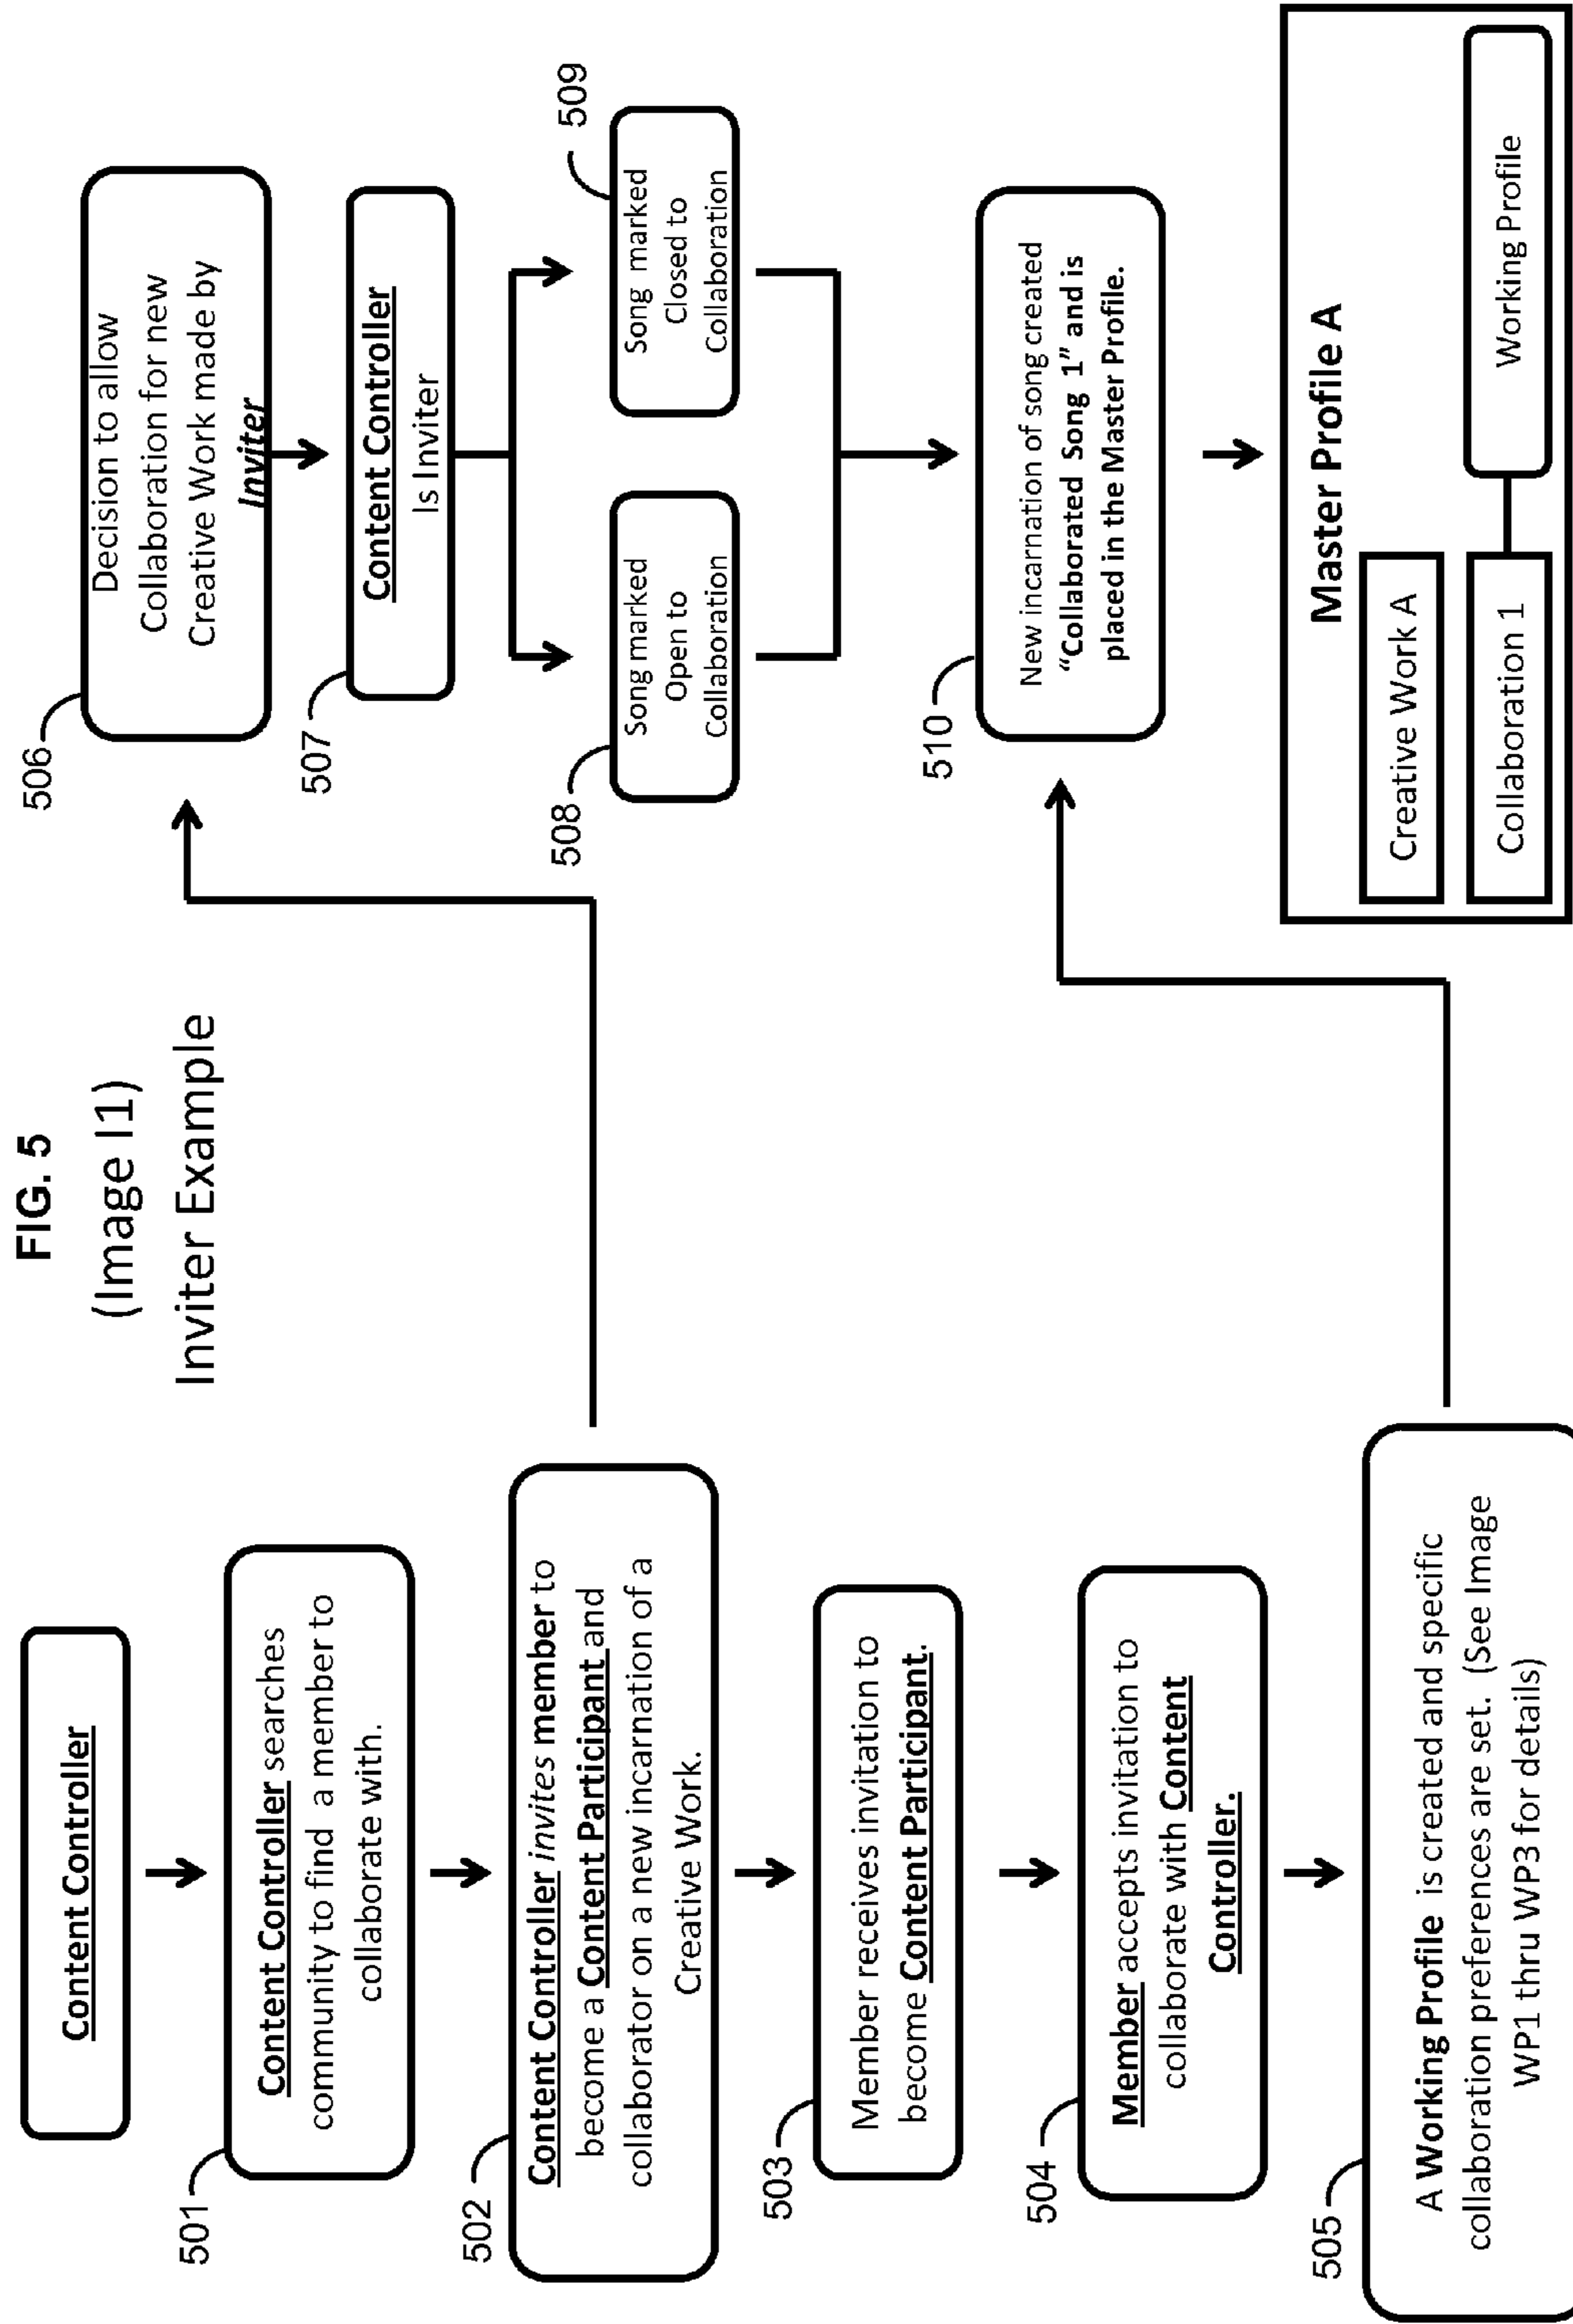 FIG. 5
(Image I1)
Inviter Example
Content Controller
501
Content Controller searches
community to find a member to
collaborate with.
502
Content Controller invites member to
become a Content Participant and
collaborator on a new incarnation of a
Creative Work.
503
Member receives invitation to
become Content Participant.
504
Member accepts invitation to
collaborate with Content
Controller.
505
A Working Profile is created and specific
collaboration preferences are set. (See Image
WP1 thru WP3 for details)
506
Decision to allow
Collaboration for new
Creative Work made by
Inviter
507
Content Controller
Is Inviter
508
Song marked
Open to
Collaboration
509
Song marked
Closed to
Collaboration
510
New incarnation of song created
“Collaborated Song 1” and is
placed in the Master Profile.
Master Profile A
Creative Work A
Collaboration 1
Working Profile